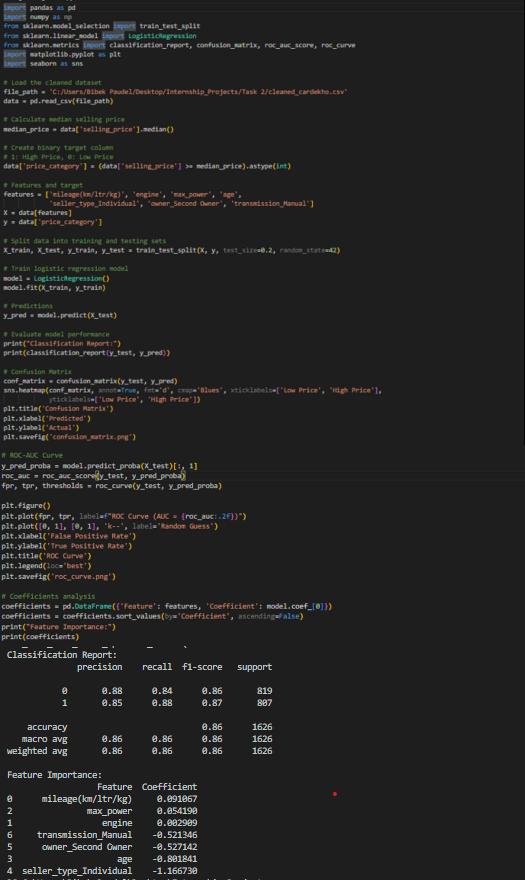 import pandas as pd
import numpy as np
from sklearn.model_selection import train_test_split
from sklearn.linear_model import LogisticRegression
from sklearn.metrics import classification_report, confusion_matrix, roc_auc_score, roc_curve
import matplotlib.pyplot as plt
import seaborn as sns

# Load the cleaned dataset
file_path = 'C:/Users/Bibek Paudel/Desktop/Internship_Projects/Task 2/cleaned_cardekho.csv'
data = pd.read_csv(file_path)

# Calculate median selling price
median_price = data['selling_price'].median()

# Create binary target column
# 1: High Price, 0: Low Price
data['price_category'] = (data['selling_price'] >= median_price).astype(int)

# Features and target
features = ['mileage(km/ltr/kg)', 'engine', 'max_power', 'age',
            'seller_type_Individual', 'owner_Second Owner', 'transmission_Manual']
X = data[features]
y = data['price_category']

# Split data into training and testing sets
X_train, X_test, y_train, y_test = train_test_split(X, y, test_size=0.2, random_state=42)

# Train logistic regression model
model = LogisticRegression()
model.fit(X_train, y_train)

# Predictions
y_pred = model.predict(X_test)

# Evaluate model performance
print("Classification Report:")
print(classification_report(y_test, y_pred))

# Confusion Matrix
conf_matrix = confusion_matrix(y_test, y_pred)
sns.heatmap(conf_matrix, annot=True, fmt='d', cmap='Blues', xticklabels=['Low Price', 'High Price'],
            yticklabels=['Low Price', 'High Price'])
plt.title('Confusion Matrix')
plt.xlabel('Predicted')
plt.ylabel('Actual')
plt.savefig('confusion_matrix.png')

# ROC-AUC Curve
y_pred_proba = model.predict_proba(X_test)[:, 1]
roc_auc = roc_auc_score(y_test, y_pred_proba)
fpr, tpr, thresholds = roc_curve(y_test, y_pred_proba)

plt.figure()
plt.plot(fpr, tpr, label=f"ROC Curve (AUC = {roc_auc:.2f})")
plt.plot([0, 1], [0, 1], 'k--', label='Random Guess')
plt.xlabel('False Positive Rate')
plt.ylabel('True Positive Rate')
plt.title('ROC Curve')
plt.legend(loc='best')
plt.savefig('roc_curve.png')

# Coefficients analysis
coefficients = pd.DataFrame({'Feature': features, 'Coefficient': model.coef_[0]})
coefficients = coefficients.sort_values(by='Coefficient', ascending=False)
print("Feature Importance:")
print(coefficients)
Classification Report:
              precision    recall  f1-score   support

           0       0.88      0.84      0.86       819
           1       0.85      0.88      0.87       807

    accuracy                           0.86      1626
   macro avg       0.86      0.86      0.86      1626
weighted avg       0.86      0.86      0.86      1626

Feature Importance:
                  Feature  Coefficient
0      mileage(km/ltr/kg)     0.091067
2               max_power     0.054190
1                  engine     0.002909
6     transmission_Manual    -0.521346
5      owner_Second Owner    -0.527142
3                     age    -0.801841
4  seller_type_Individual    -1.166730